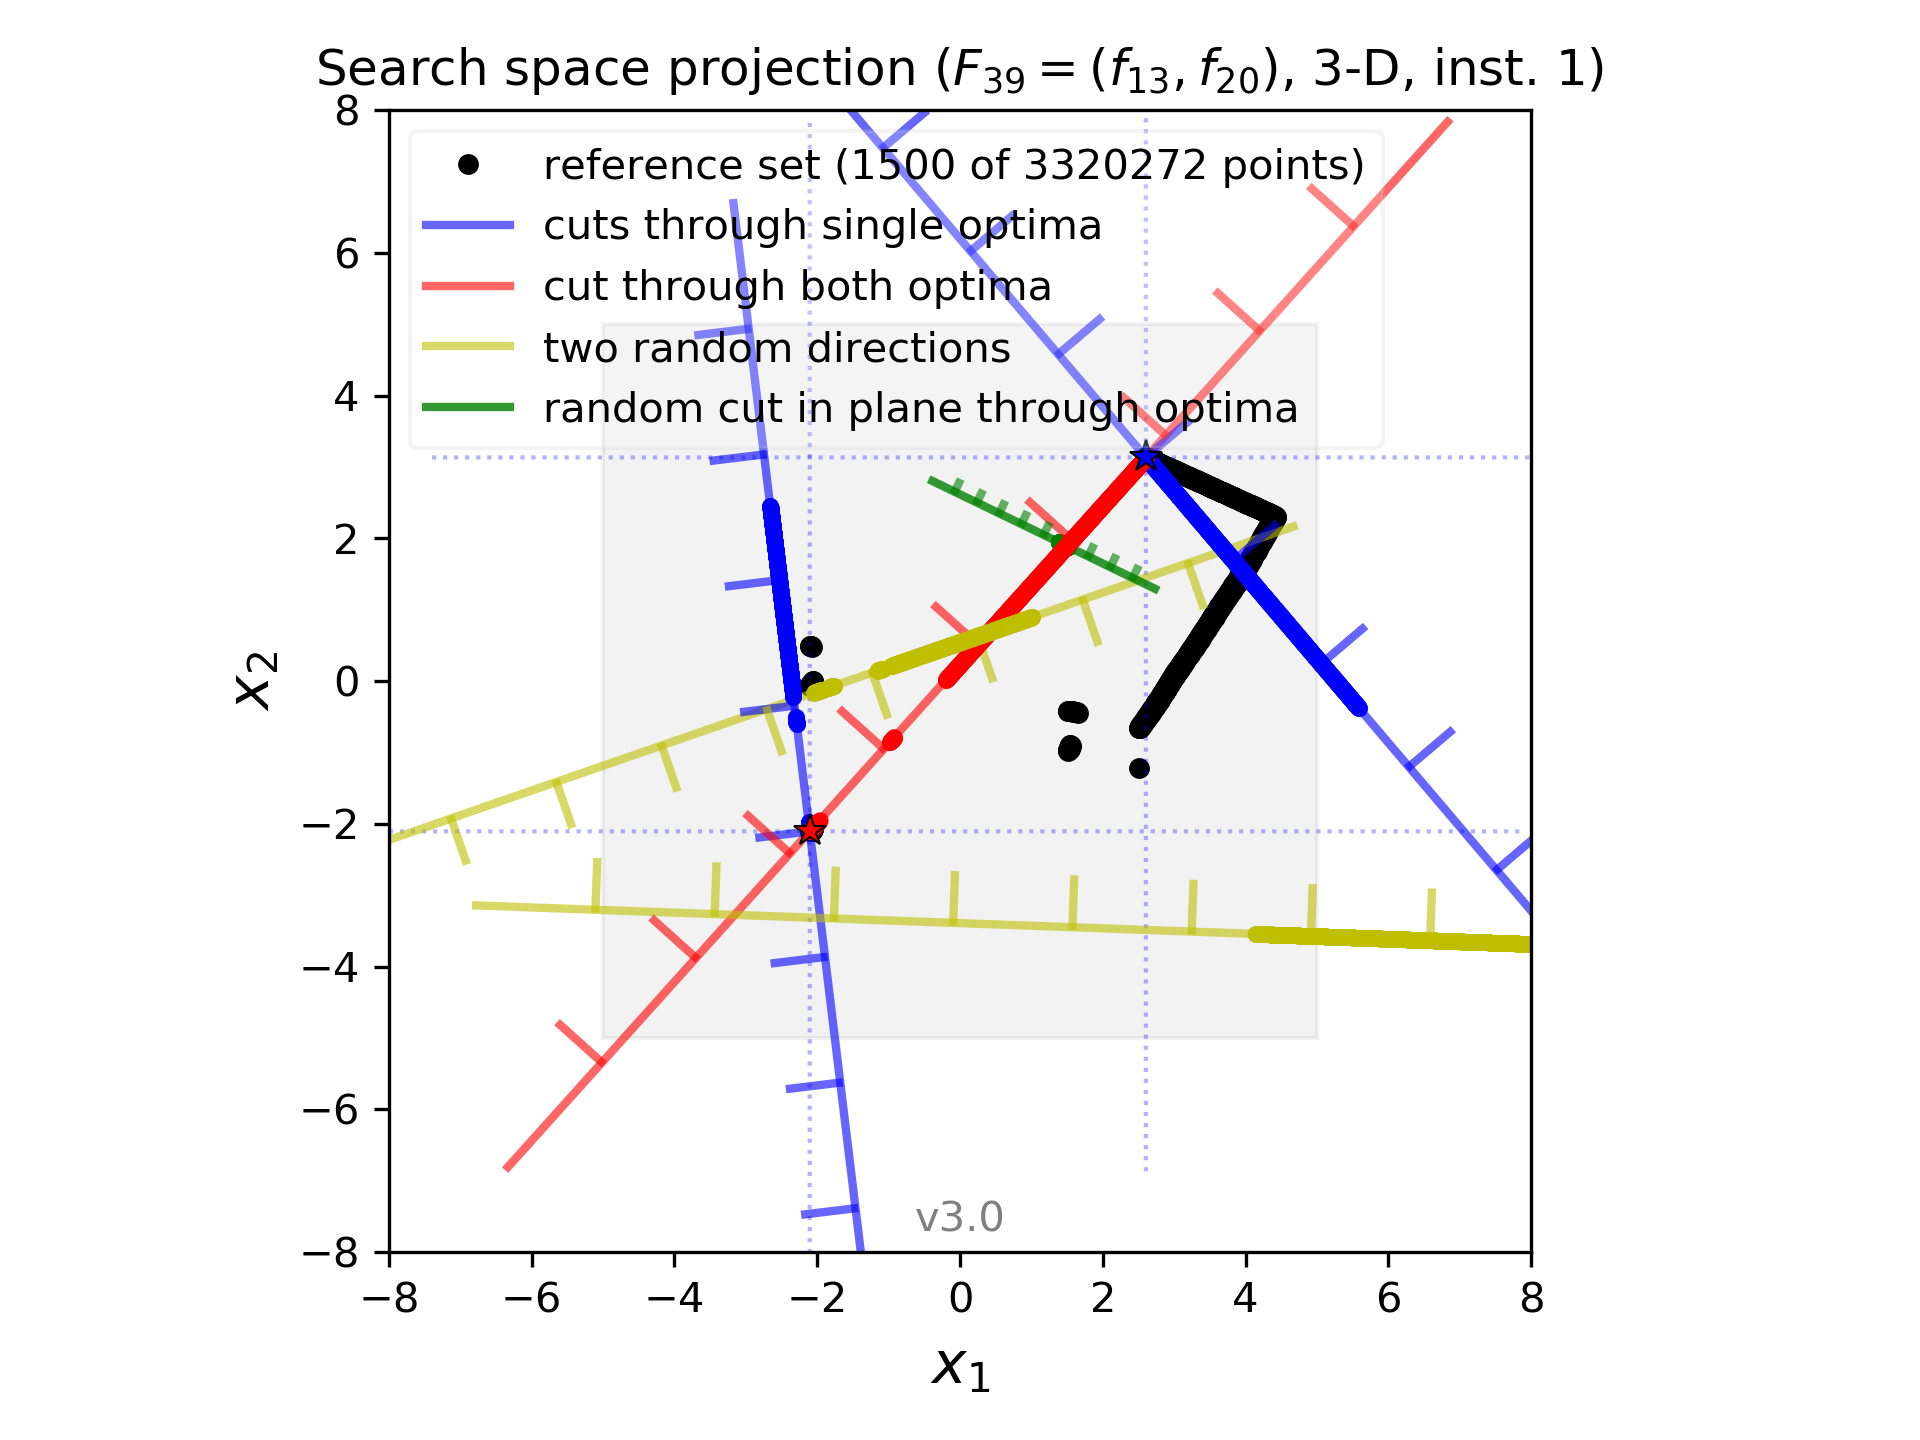 Search space projection (F39 = (f13, f20), 3-D, inst. 1)
reference set (1500 of 3320272 points)
cuts through single optima
cut through both optima
two random directions
random cut in plane through optima
8
6
4
2
0
−2
−4
−6
−8
x2
v3.0
−8 −6 −4 −2 0 2 4 6 8
x1